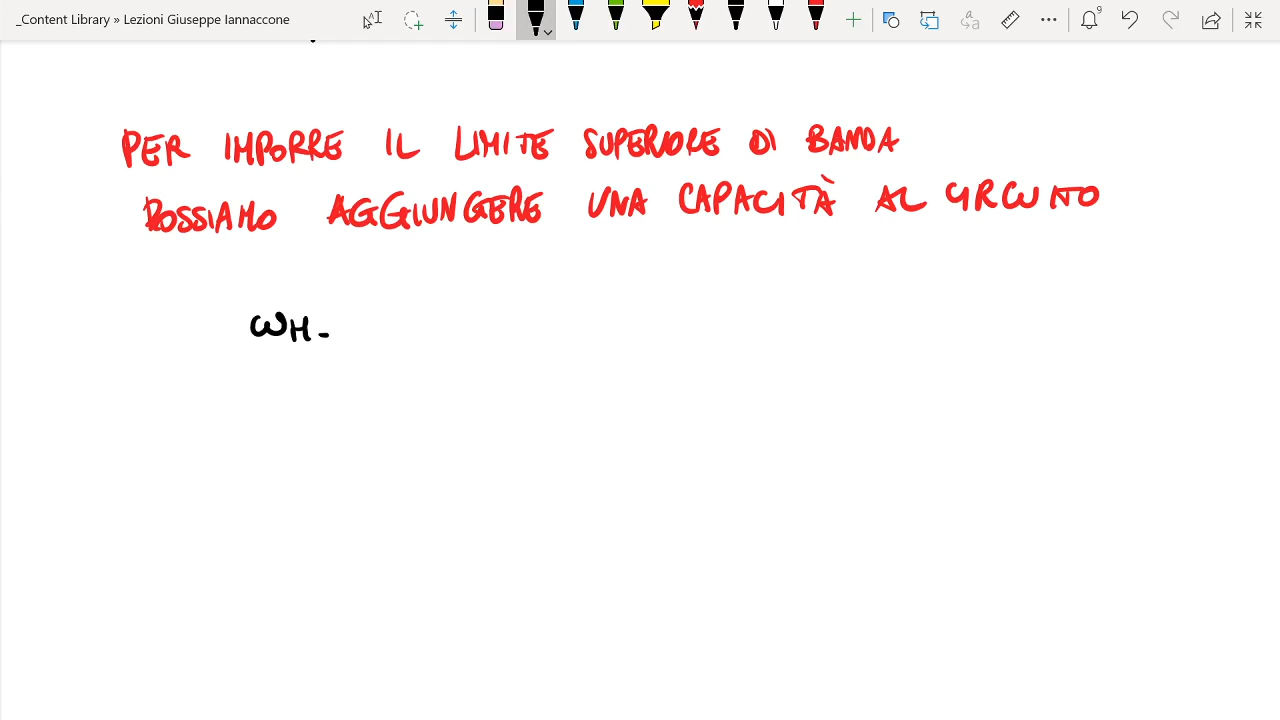 _Content Library » Lezioni Giuseppe Iannaccone
PER IMPORRE IL LIMITE SUPERIORE DI BANDA
POSSIAMO AGGIUNGERE UNA CAPACITÀ AL CIRCUITO
ωH -